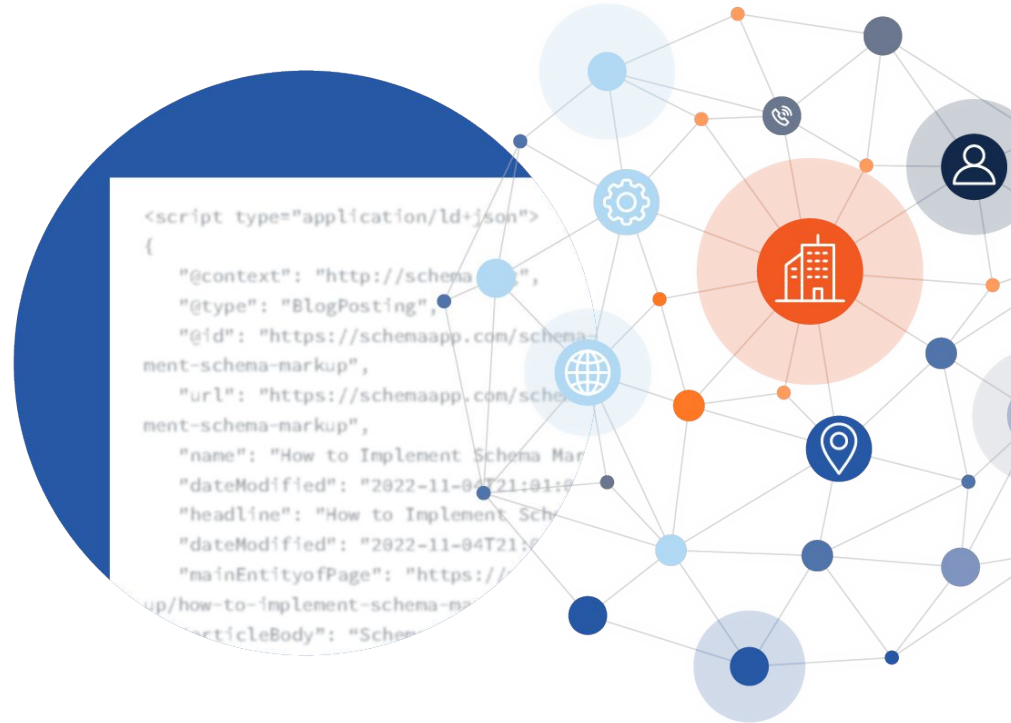 <script type="application/ld+json">
{
"@context": "http://schema
"@type": "BlogPosting",
"@id": "https://schemaapp.com/schema-
ment-schema-markup",
"url": "https://schemaapp.com/sche
ment-schema-markup",
"name": "How to Implement Schema Mar
"dateModified": "2022-11-04T21:01:0
"headline": "How to Implement Sch
"dateModified": "2022-11-04T21:
"mainEntityofPage": "https://
up/how-to-implement-schema-ma
articleBody": "Schem